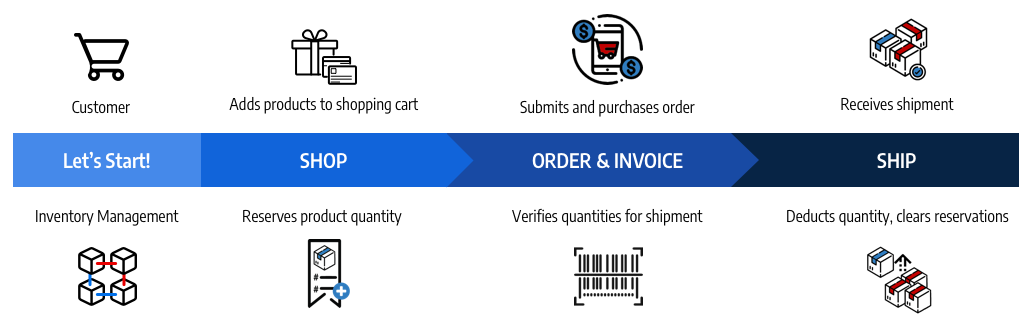 Customer
Adds products to shopping cart
Submits and purchases order
Receives shipment
Let's Start!
SHOP
ORDER & INVOICE
SHIP
Inventory Management
Reserves product quantity
Verifies quantities for shipment
Deducts quantity, clears reservations
$
$
#
#